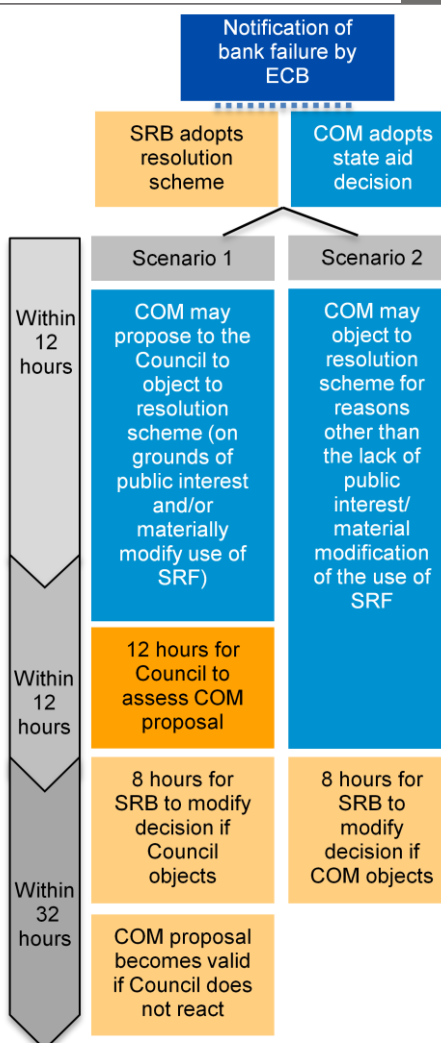 Notification of
bank failure by
ECB
SRB adopts
resolution
scheme
COM adopts
state aid
decision
Scenario 1
Scenario 2
Within
12
hours
COM may
propose to the
Council to
object to
resolution
scheme (on
grounds of
public interest
and/or
materially
modify use of
SRF)
COM may
object to
resolution
scheme for
reasons
other than
the lack of
public
interest/
material
modification
of the use of
SRF
Within
12
hours
12 hours for
Council to
assess COM
proposal
Within
32
hours
8 hours for
SRB to modify
decision if
Council
objects
8 hours for
SRB to
modify
decision if
COM objects
COM proposal
becomes valid
if Council does
not react